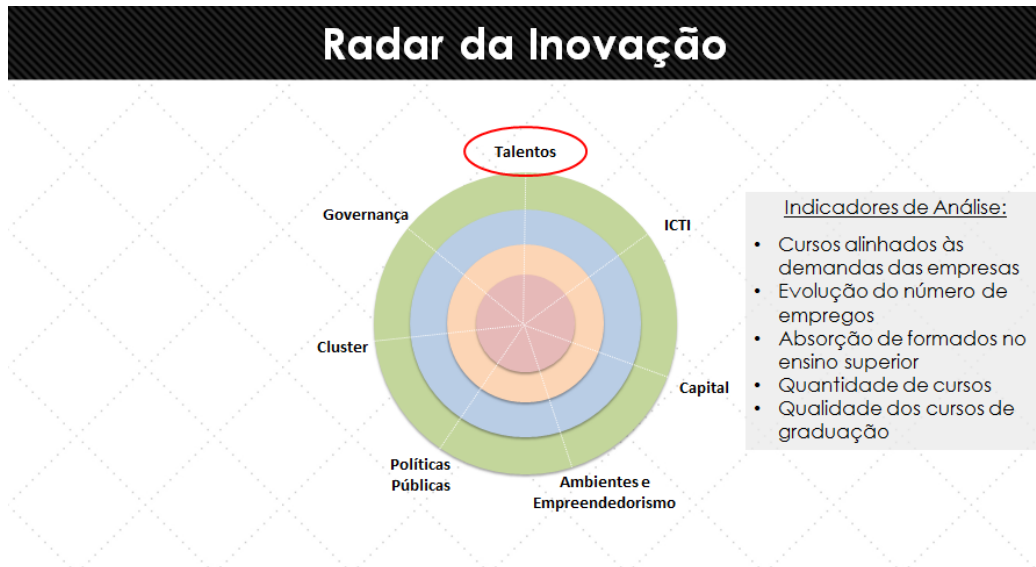 Radar da Inovação
Talentos
Governança
ICTI
Cluster
Capital
Políticas
Públicas
Ambientes e
Empreendedorismo
Indicadores de Análise:
• Cursos alinhados às
demandas das empresas
• Evolução do número de
empregos
• Absorção de formados no
ensino superior
• Quantidade de cursos
• Qualidade dos cursos de
graduação